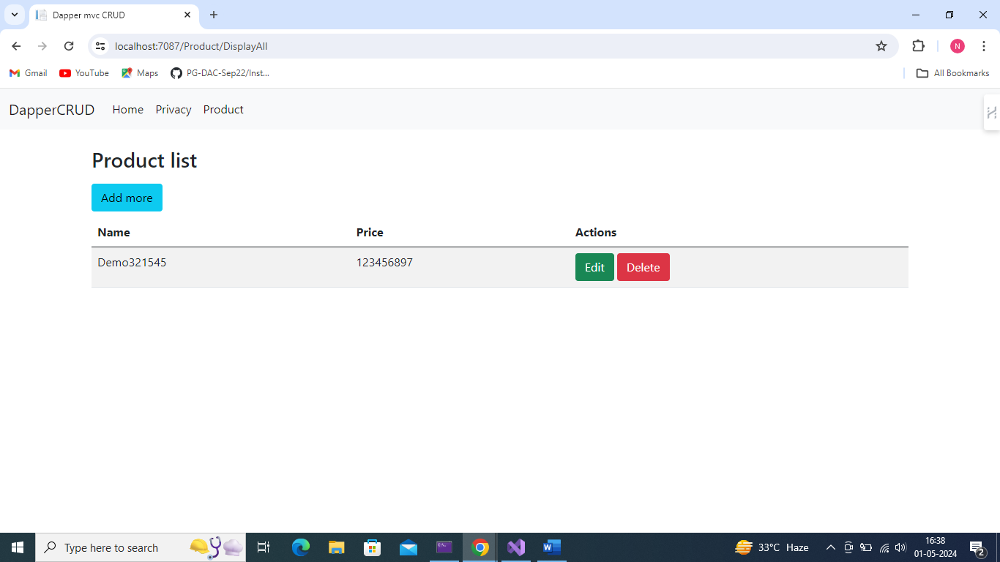 Dapper mvc CRUD
localhost:7087/Product/DisplayAll
N
Gmail YouTube Maps PG-DAC-Sep22/Inst... All Bookmarks
DapperCRUD Home Privacy Product
Product list
Add more
Name Price Actions
Demo321545 123456897 Edit Delete
Type here to search 33°C Haze 16:38
01-05-2024 2